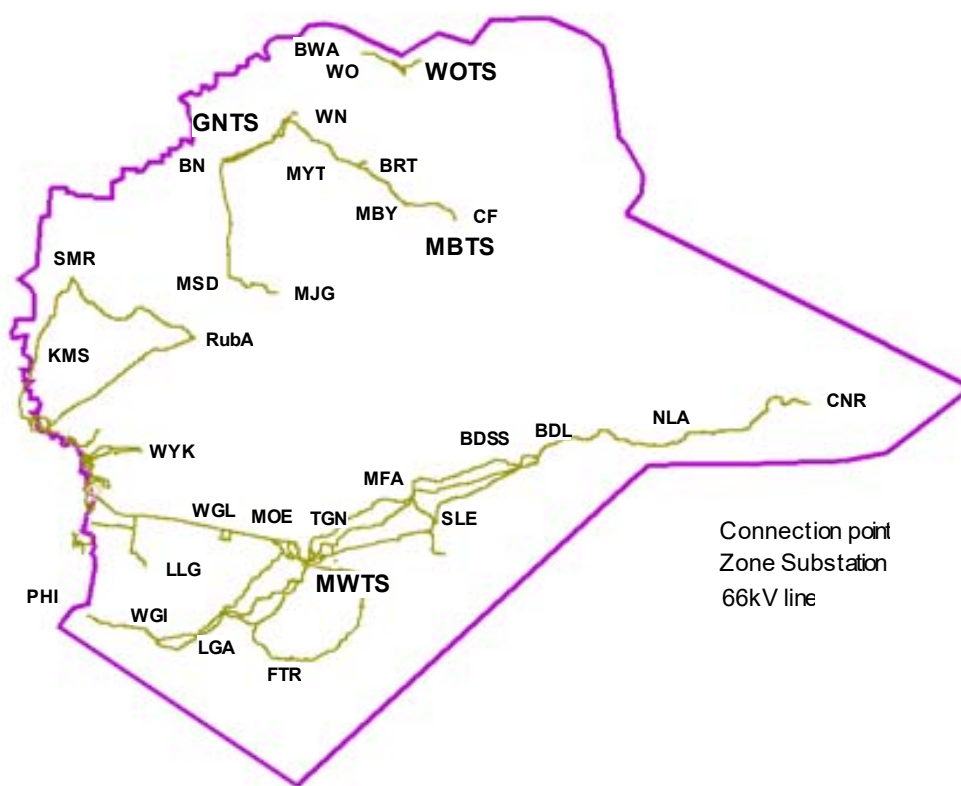 BWA
WO
WOTS
GNTS
WN
BN
MYT
BRT
MBY
CF
MBTS
SMR
MSD
MJG
RubA
KMS
CNR
NLA
BDL
BDSS
WYK
MFA
WGL
MOE
TGN
SLE
Connection point
Zone Substation
66kV line
LLG
MWTS
PHI
WGI
LGA
FTR